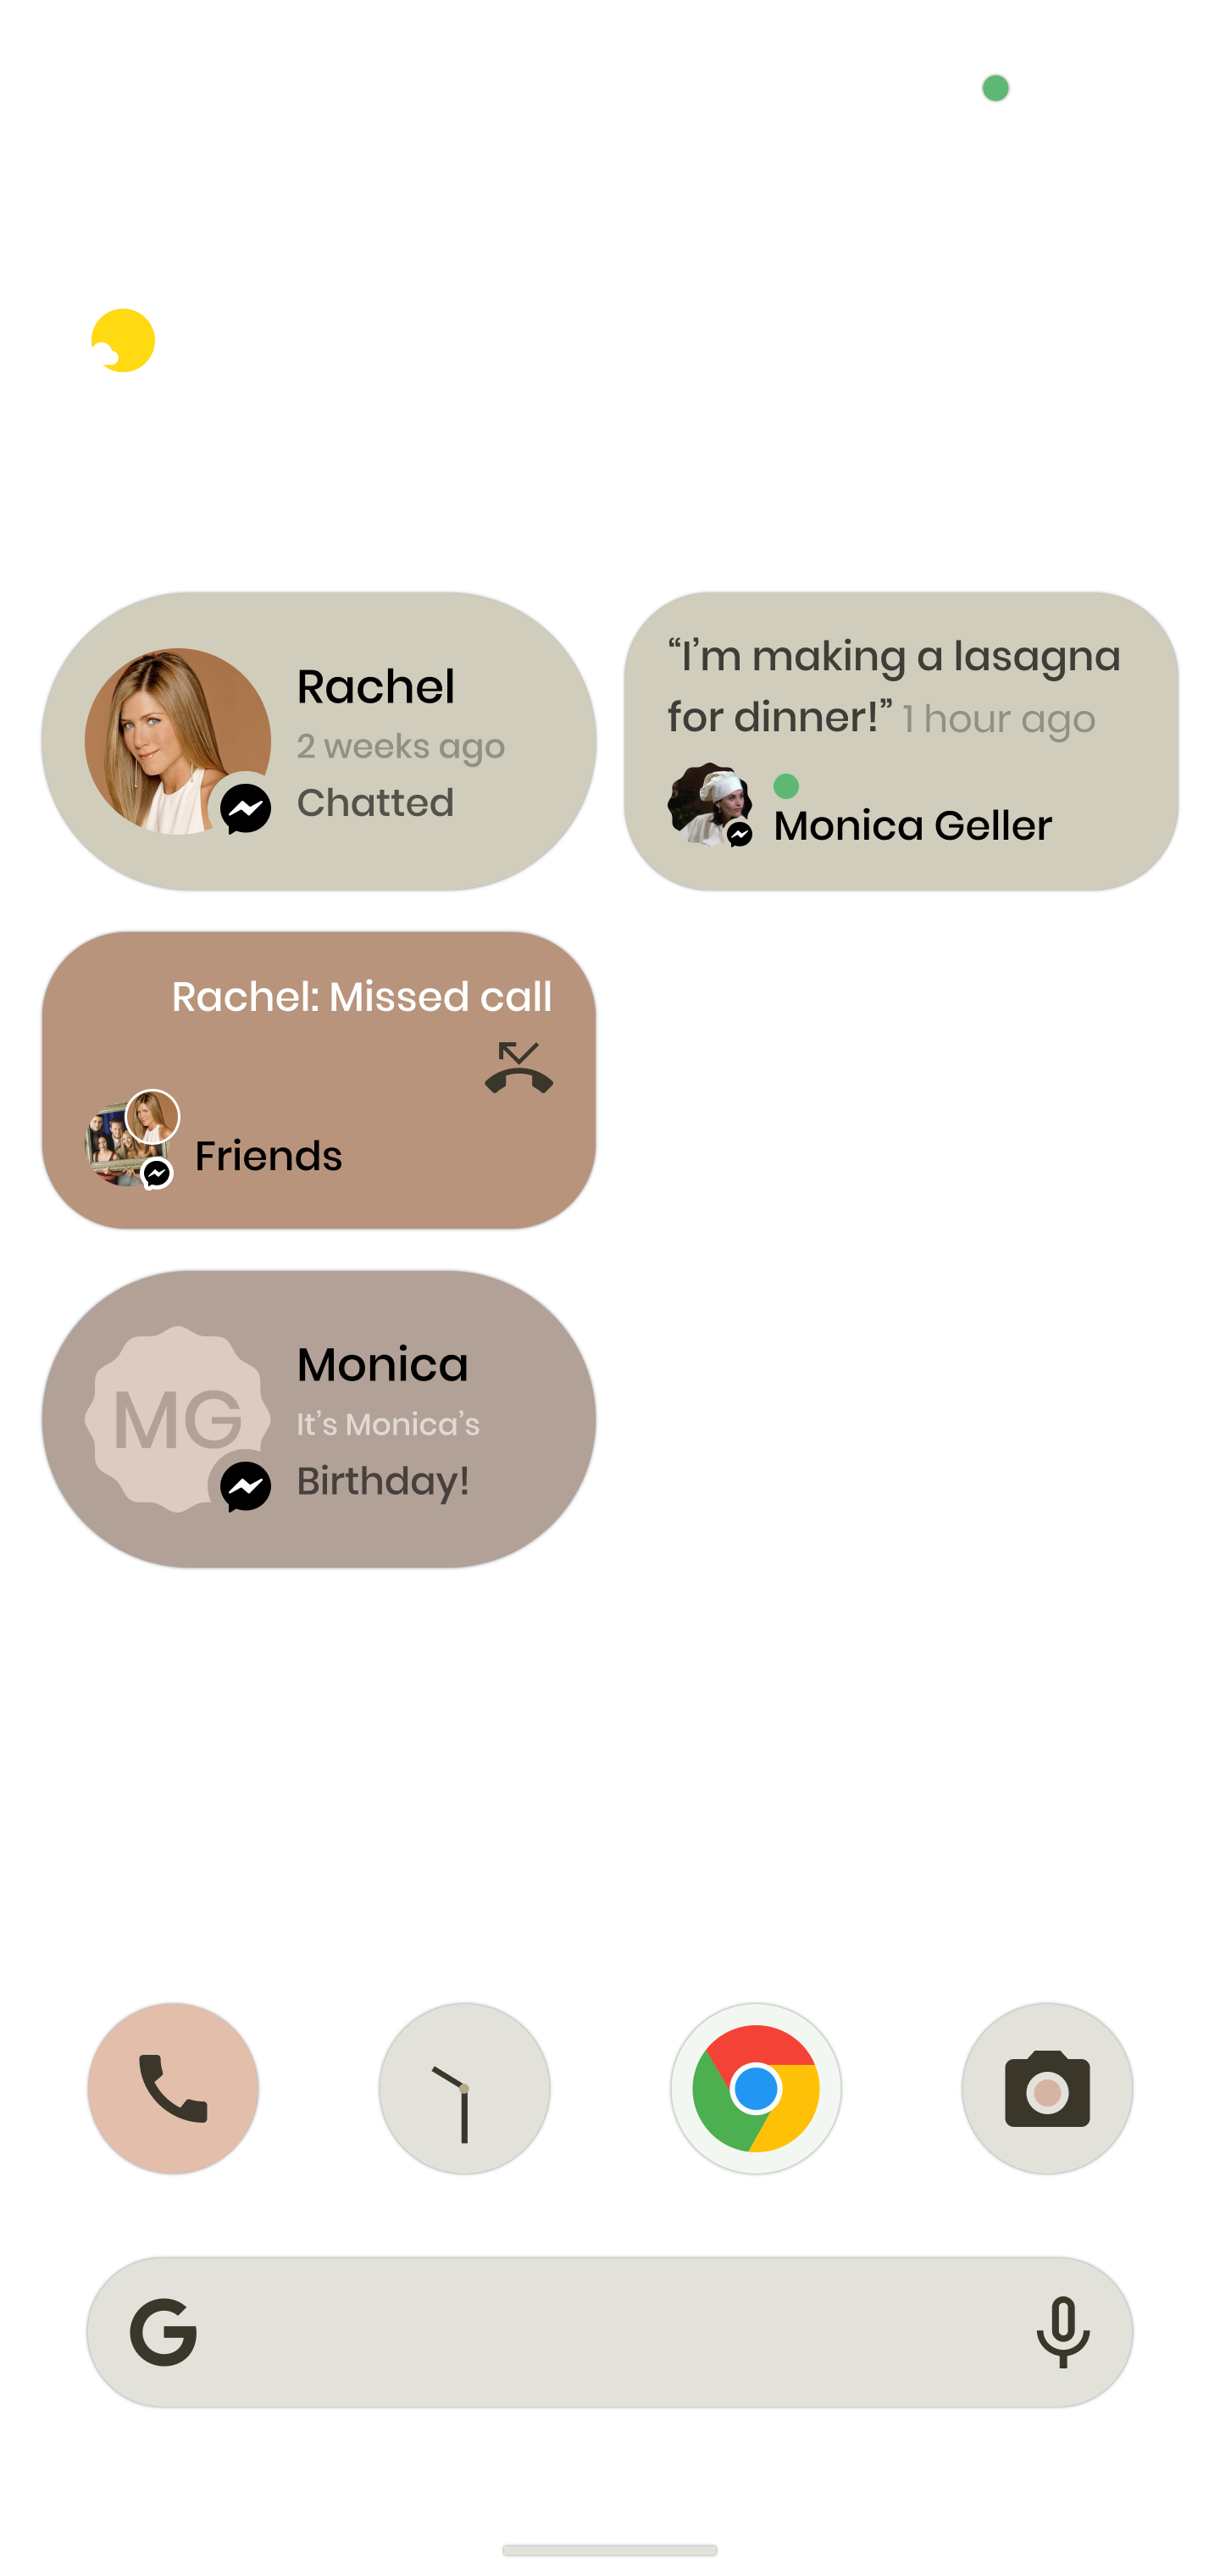 Rachel
2 weeks ago
Chatted
“I’m making a lasagna
for dinner!” 1 hour ago
Monica Geller
Rachel: Missed call
Friends
MG
Monica
It’s Monica’s
Birthday!
G